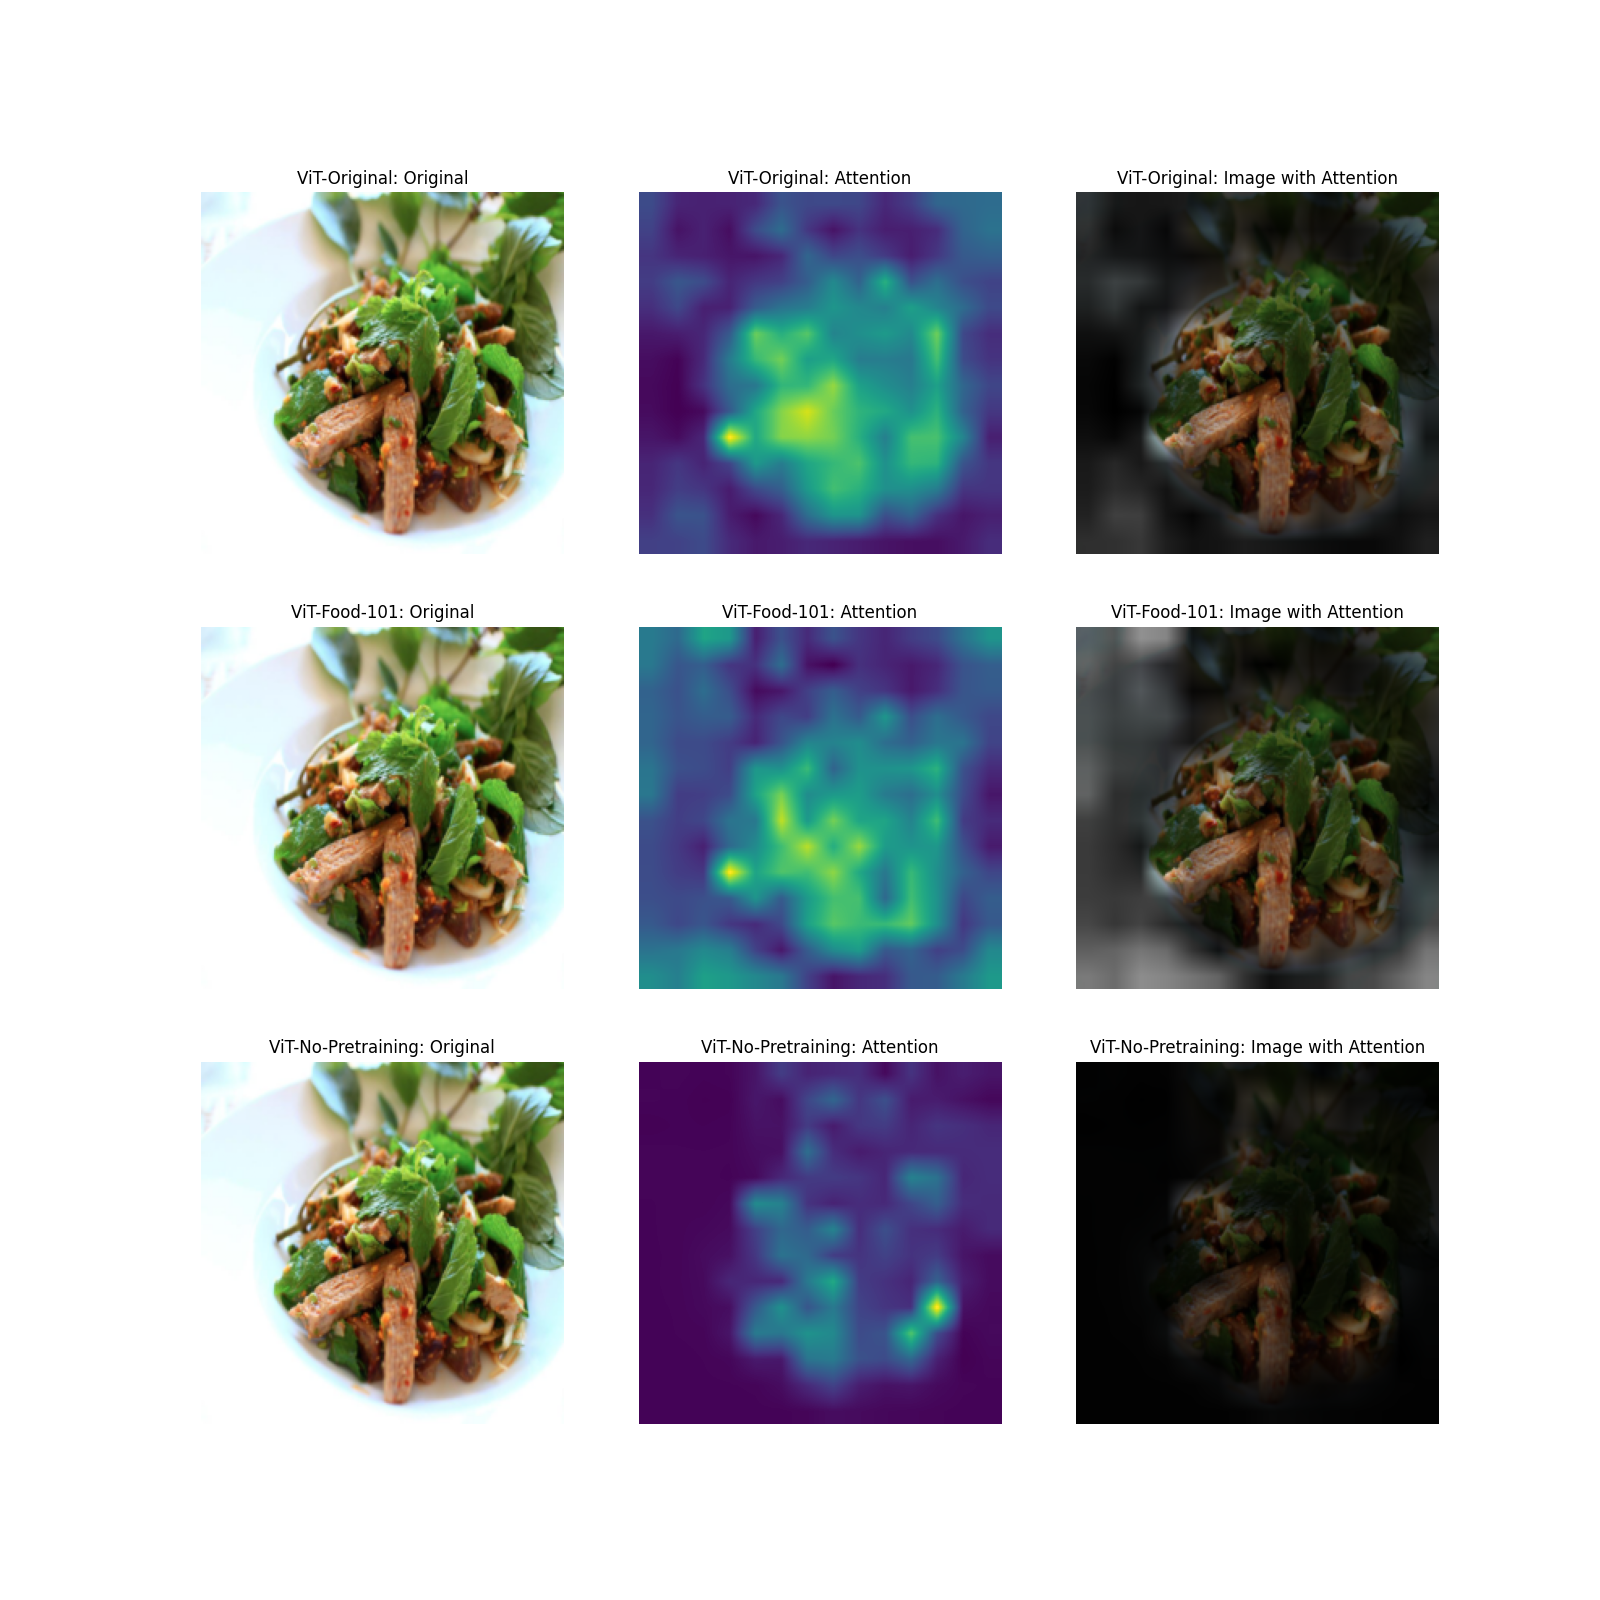 ViT-Original: Original
ViT-Original: Attention
ViT-Original: Image with Attention
ViT-Food-101: Original
ViT-Food-101: Attention
ViT-Food-101: Image with Attention
ViT-No-Pretraining: Original
ViT-No-Pretraining: Attention
ViT-No-Pretraining: Image with Attention